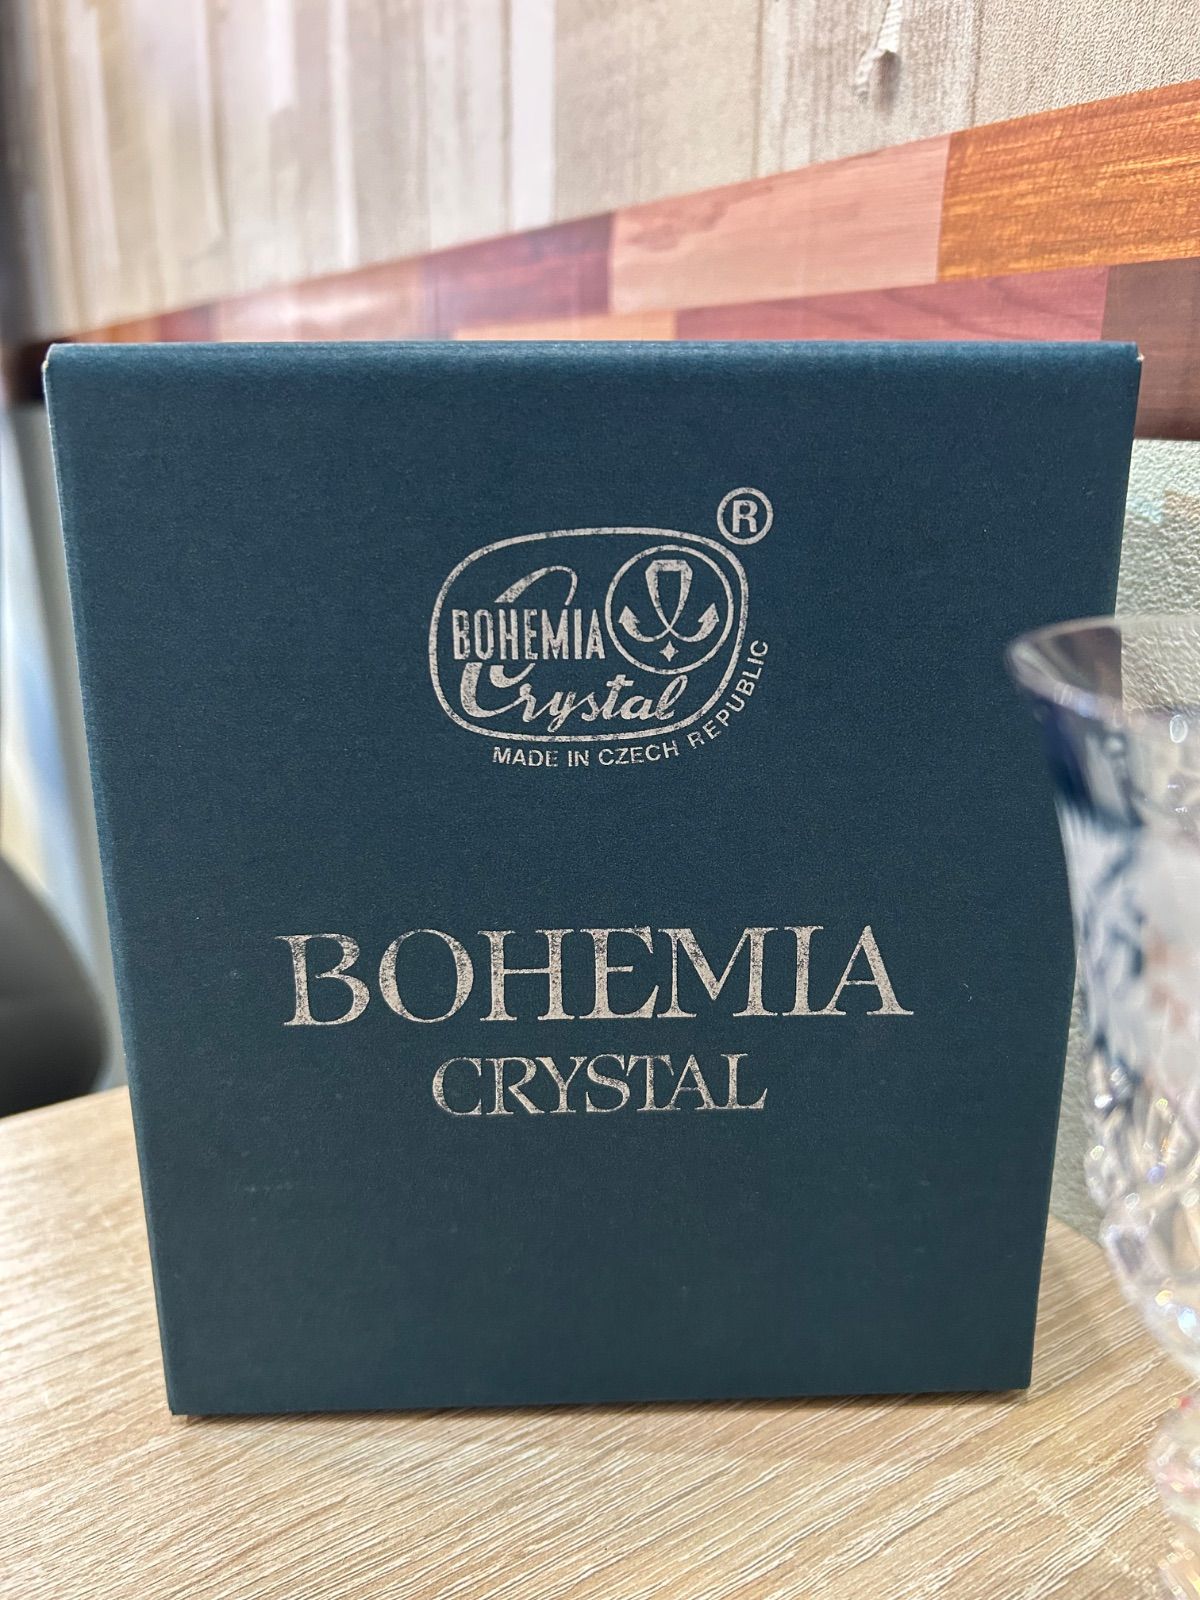 ®
BOHEMIA
Crystal
MADE IN CZECH REPUBLIC
BOHEMIA
CRYSTAL